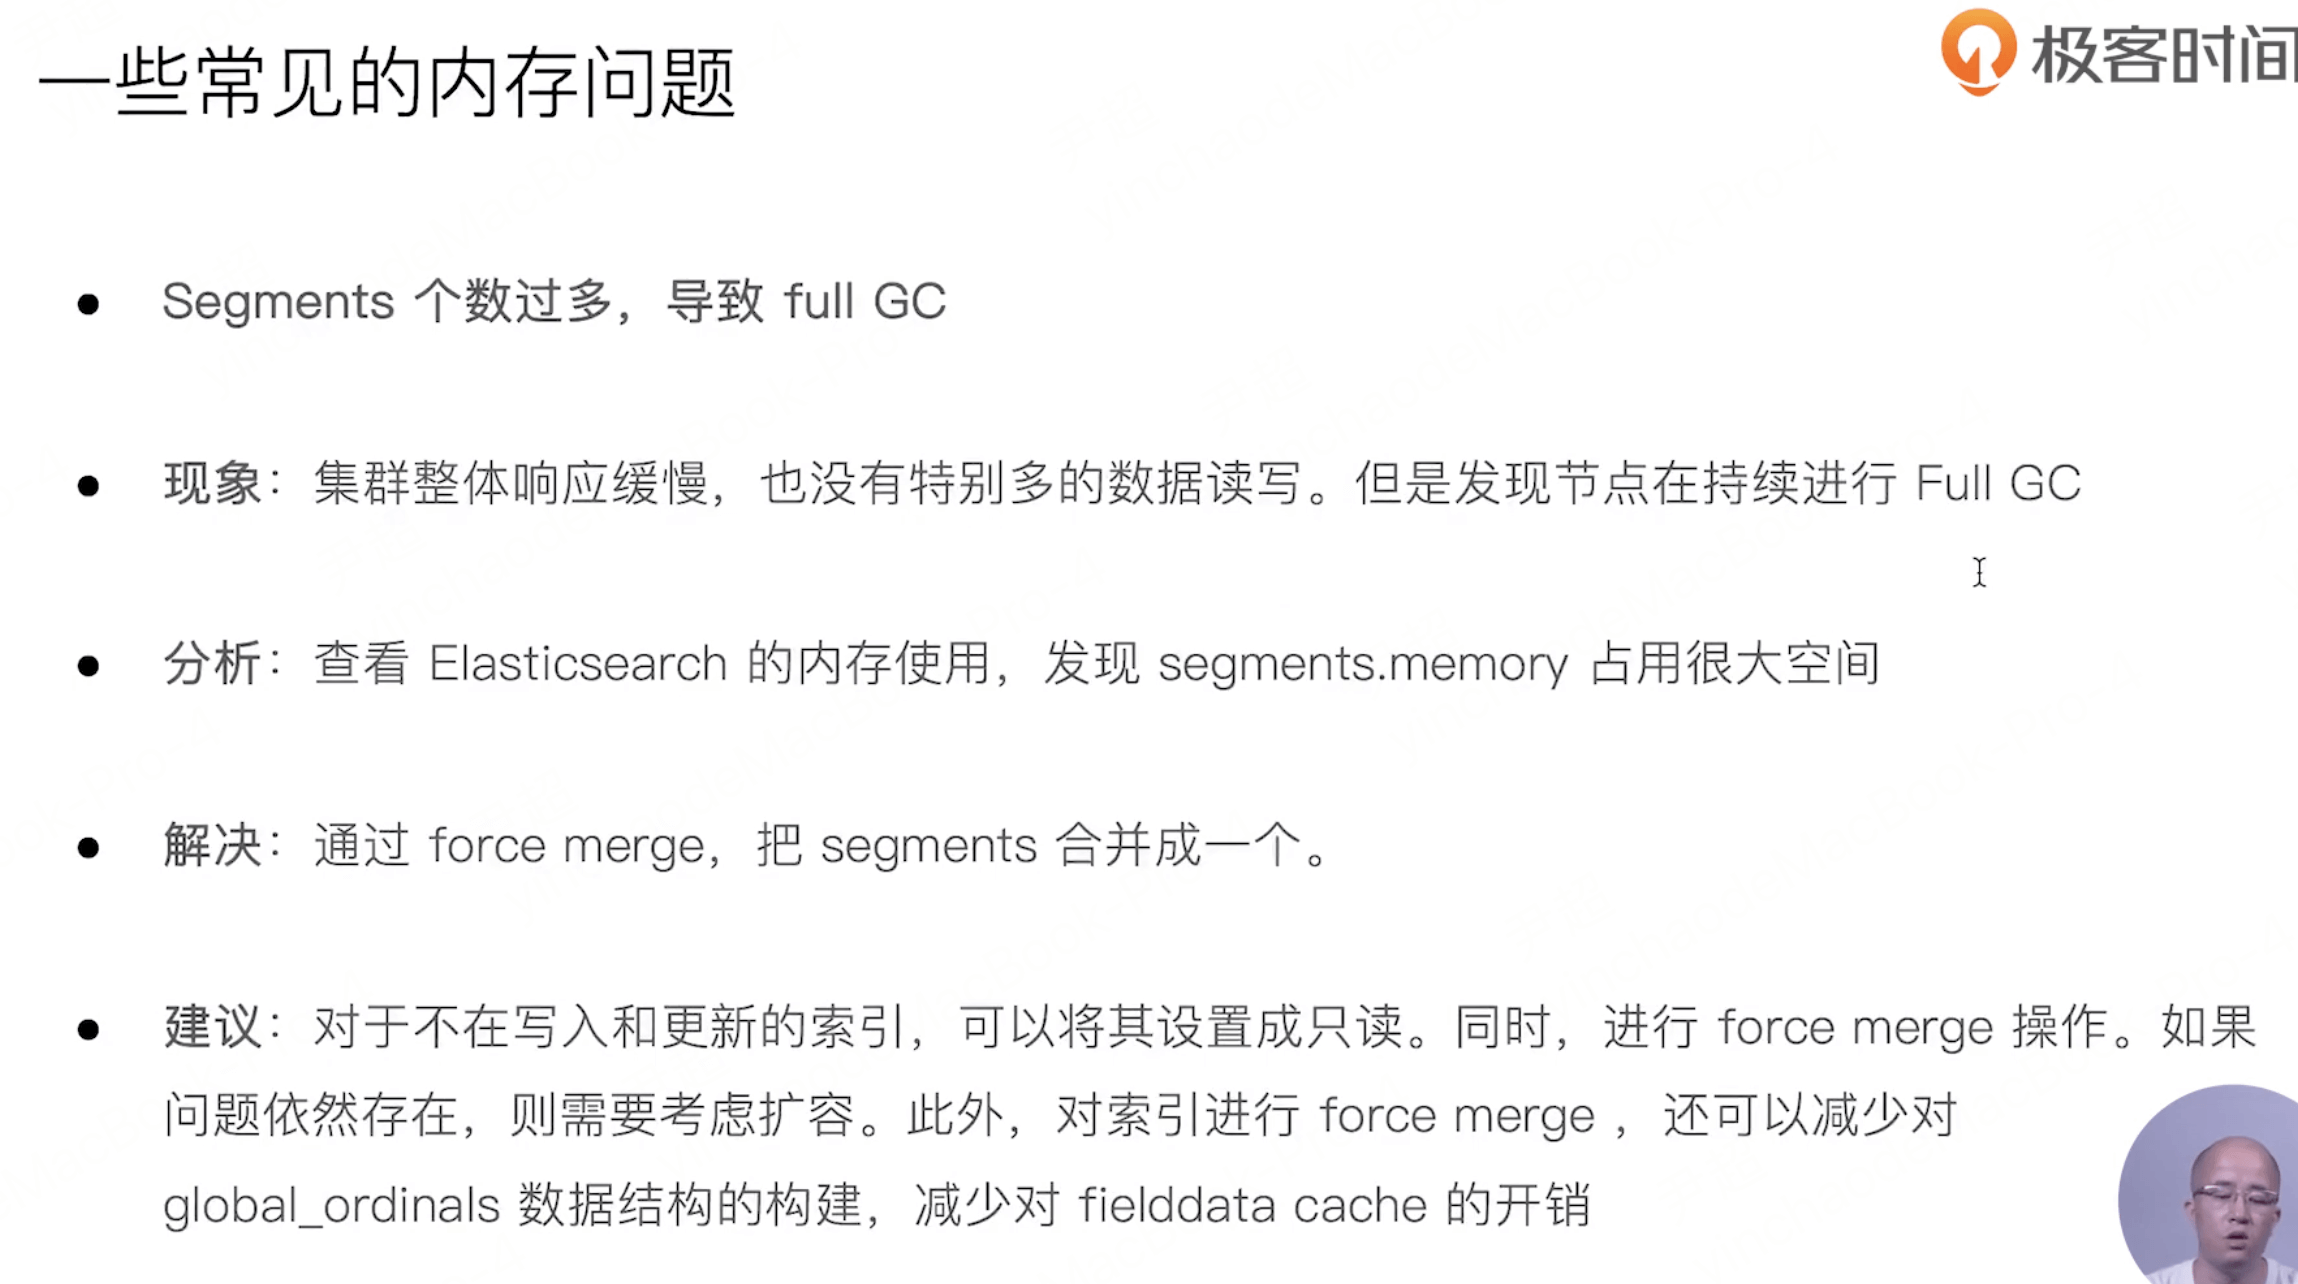 一些常见的内存问题
极客时间
Segments 个数过多，导致 full GC
现象：集群整体响应缓慢，也没有特别多的数据读写。但是发现节点在持续进行 Full GC
分析：查看 Elasticsearch 的内存使用，发现 segments.memory 占用很大空间
解决：通过 force merge，把 segments 合并成一个。
建议：对于不在写入和更新的索引，可以将其设置成只读。同时，进行 force merge 操作。如果
问题依然存在，则需要考虑扩容。此外，对索引进行 force merge ，还可以减少对
global_ordinals 数据结构的构建，减少对 fielddata cache 的开销